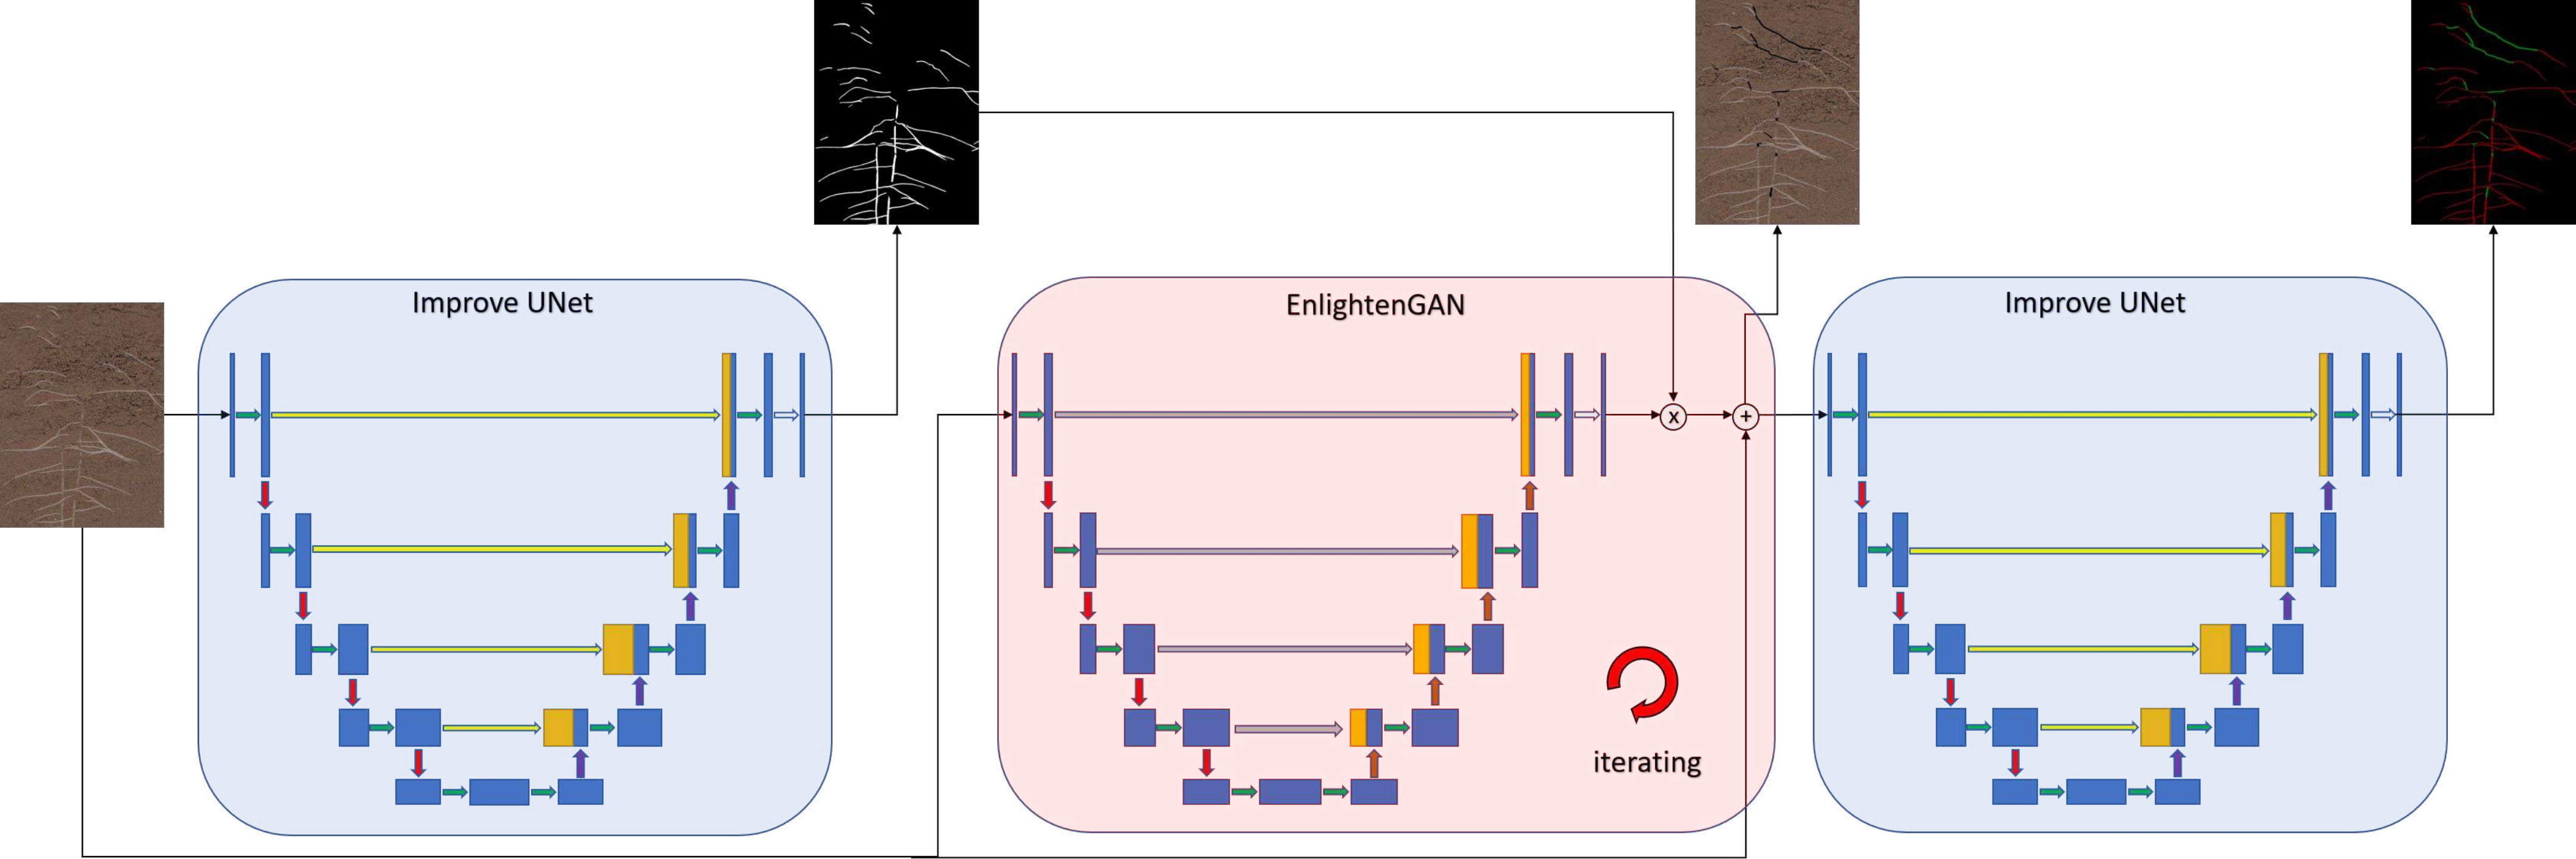 Improve UNet
EnlightenGAN
Improve UNet
x
+
iterating